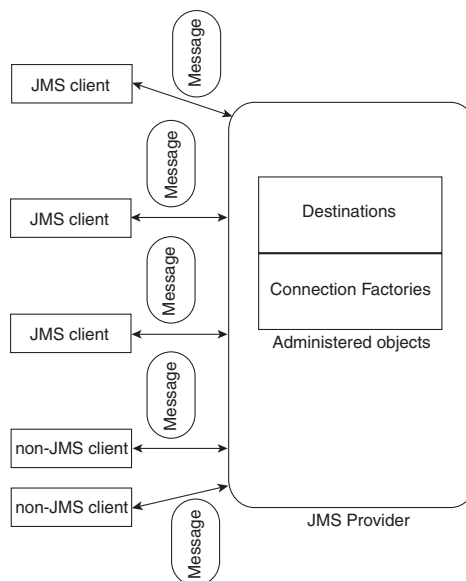 Message
JMS client
Message
JMS client
Destinations
Message
Connection Factories
JMS client
Administered objects
Message
non-JMS client
non-JMS client
JMS Provider
Message